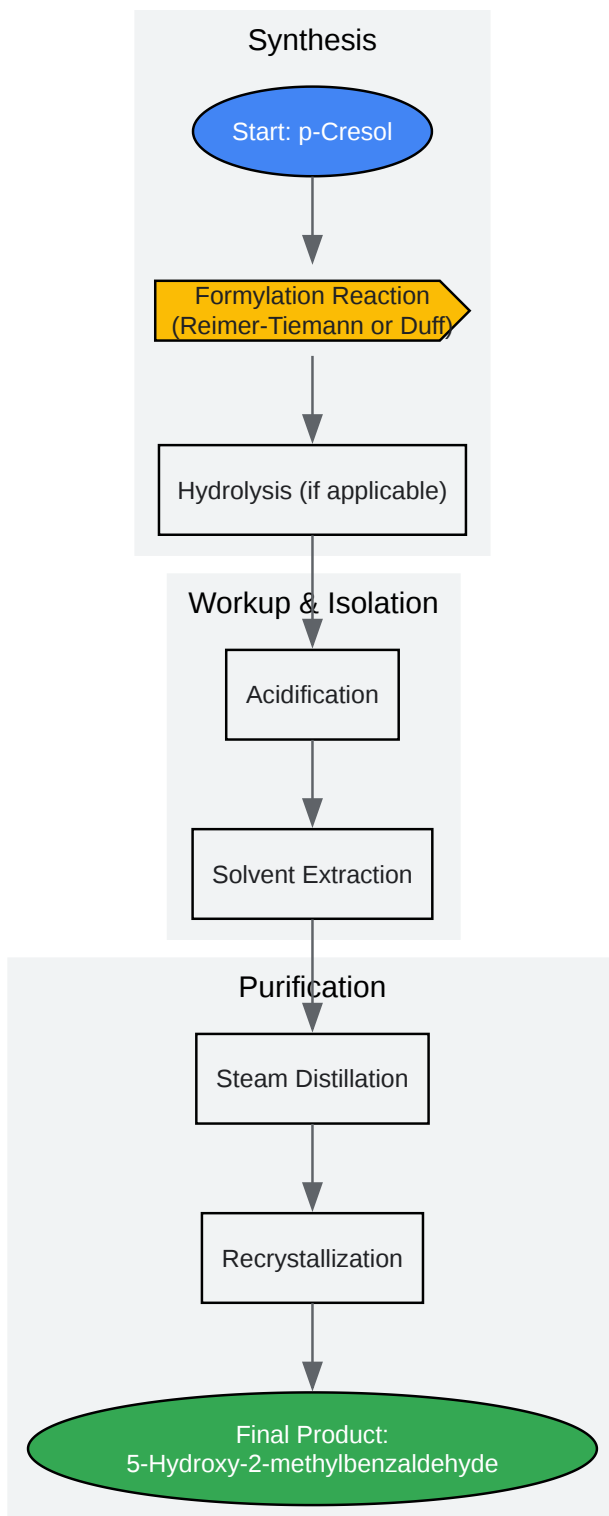 Synthesis
Start: p-Cresol
Formylation Reaction
(Reimer-Tiemann or Duff)
Hydrolysis (if applicable)
Workup & Isolation
Acidification
Solvent Extraction
Purification
Steam Distillation
Recrystallization
Final Product:
5-Hydroxy-2-methylbenzaldehyde